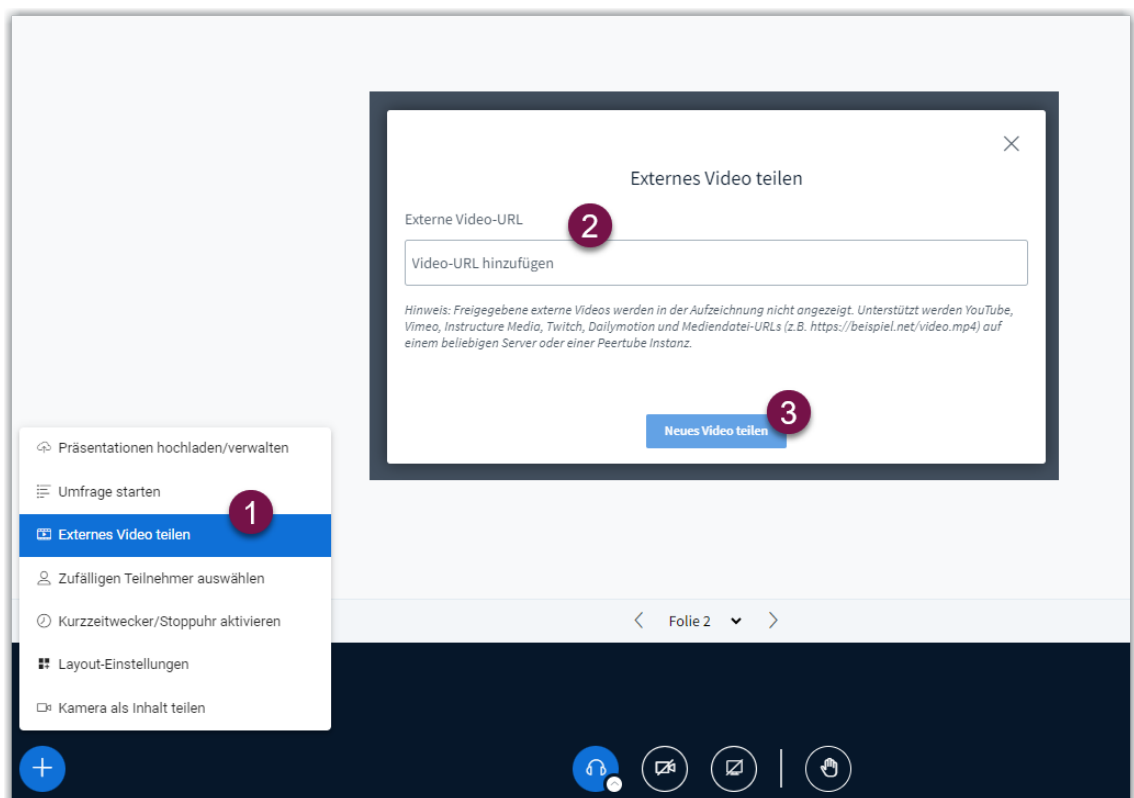 Externes Video teilen
Externe Video-URL
2
Video-URL hinzufügen
Hinweis: Freigegebene externe Videos werden in der Aufzeichnung nicht angezeigt. Unterstützt werden YouTube,
Vimeo, Instructure Media, Twitch, Dailymotion und Mediendatei-URLs (z.B. https://beispiel.net/video.mp4) auf
einem beliebigen Server oder einer Peertube Instanz.
3
Neues Video teilen
Präsentationen hochladen/verwalten
Umfrage starten
1
Externes Video teilen
Zufälligen Teilnehmer auswählen
Kurzzeitwecker/Stoppuhr aktivieren
Folie 2
Layout-Einstellungen
Kamera als Inhalt teilen